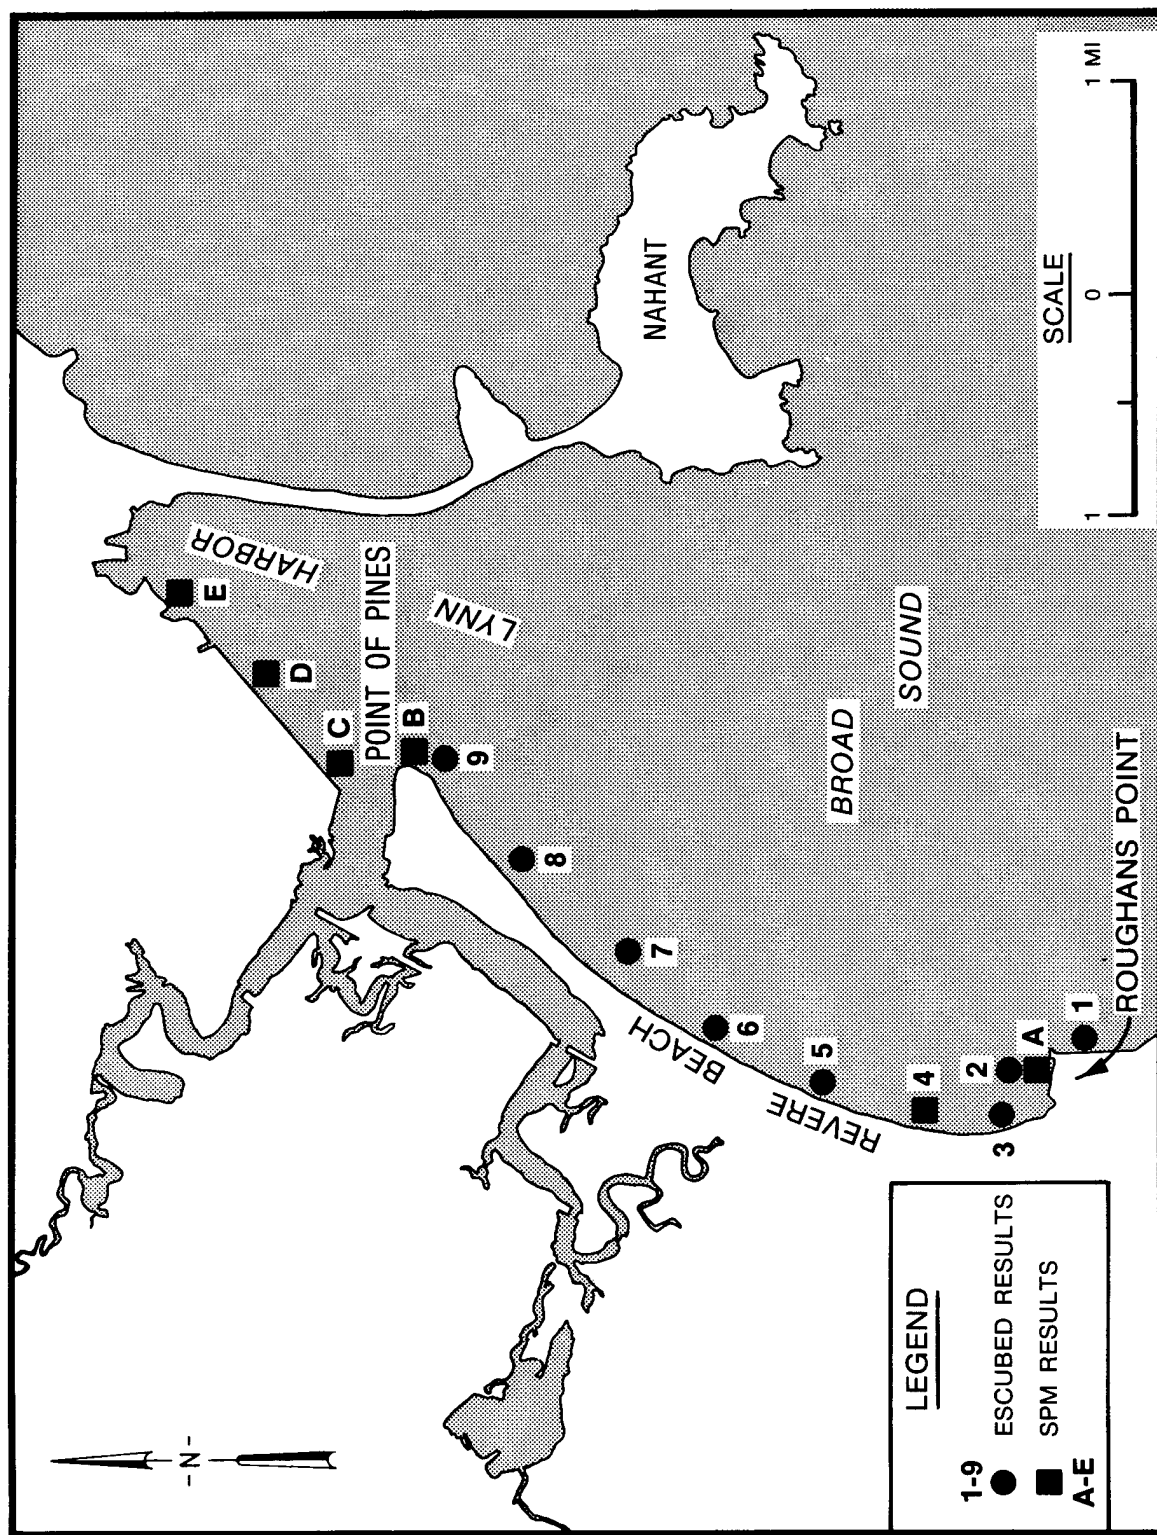 -N-
E
HARBOR
D
C
POINT OF PINES
LYNN
B
9
8
NAHANT
7
6
REVERE BEACH
5
BROAD SOUND
4
2
3
A
1
ROUGHANS POINT
LEGEND
1-9 ESCUBED RESULTS
SPM RESULTS
A-E
SCALE
1 0 1 MI